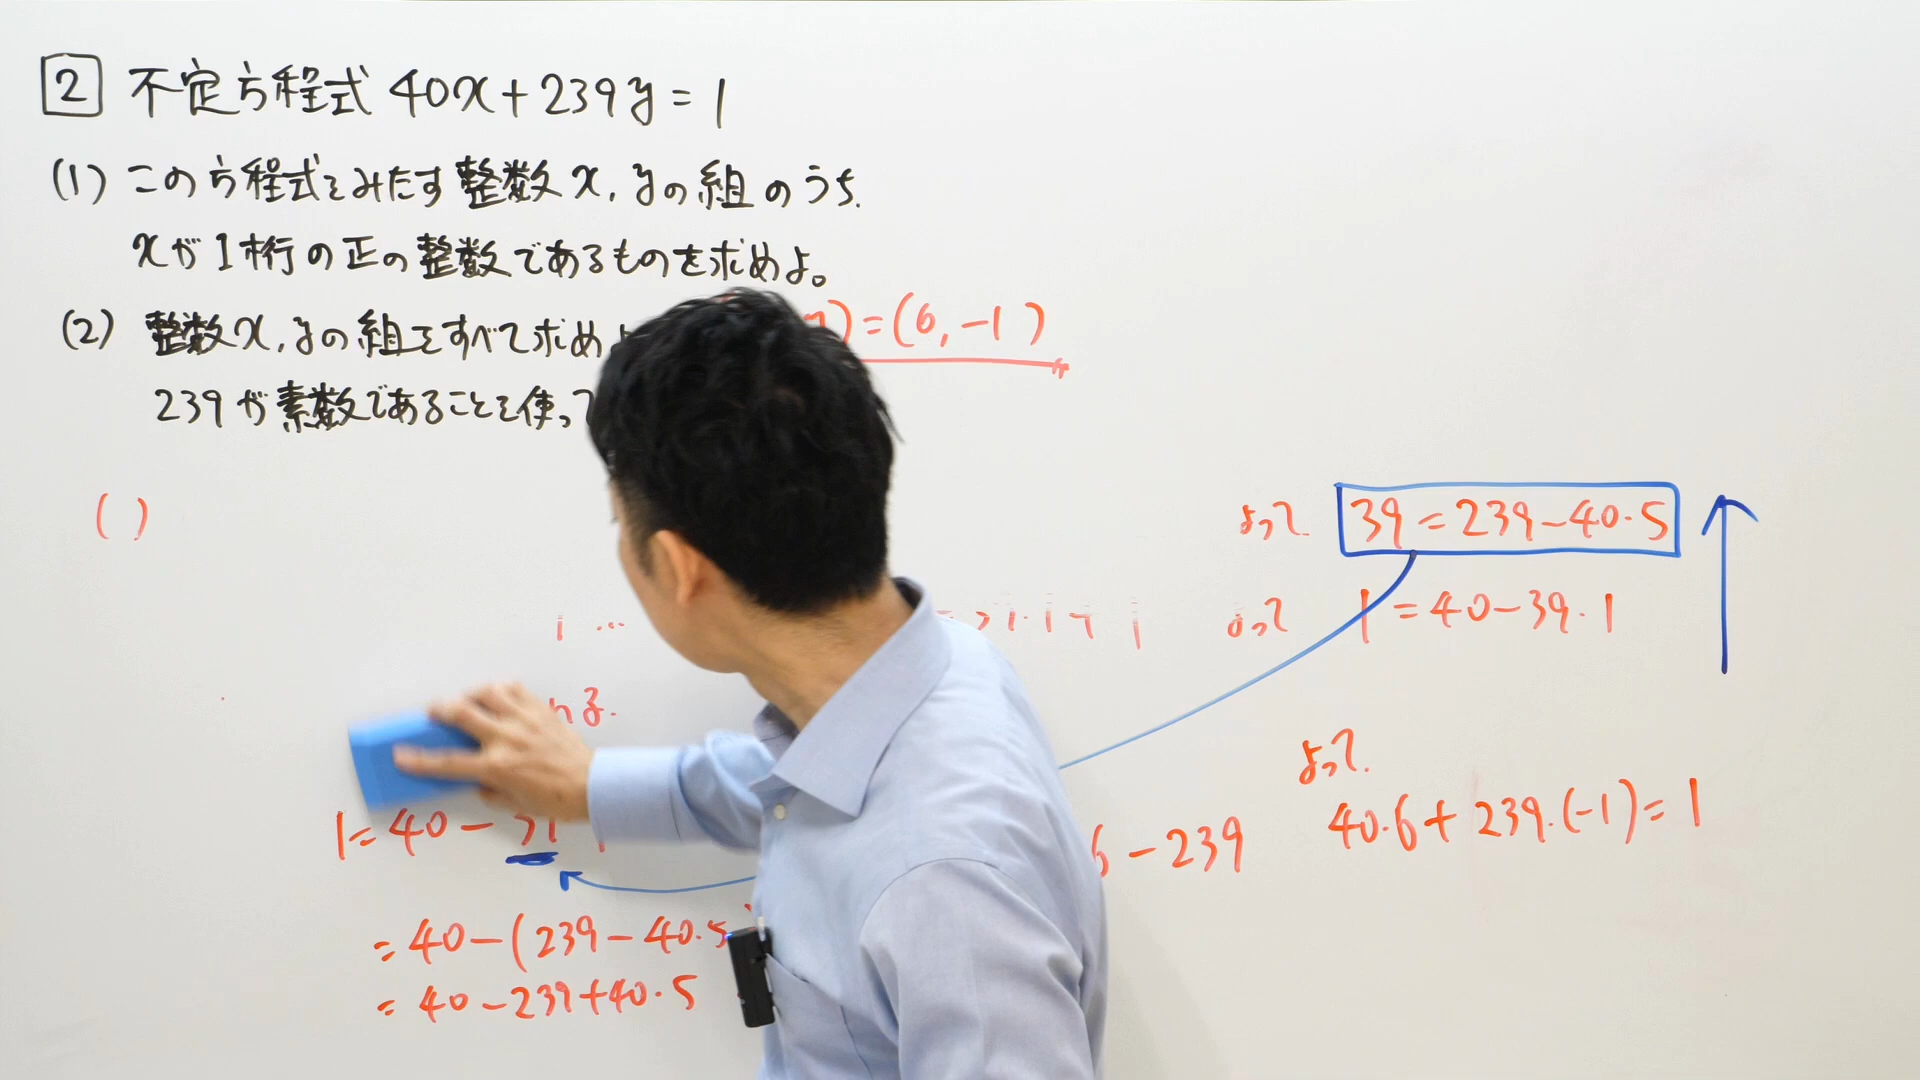 2 不定方程式 40x+239y=1
(1) この方程式をみたす整数x, yの組のうち、
xが1桁の正の整数であるものを求めよ。
(2) 整数x, yの組をすべて求め
)=(6, -1)
239が素数であることを使って
( )
よって 39=239-40・5
よって 1=40-39・1
よって、
40・6+239・(-1)=1
1=40-
6-239
=40-(239-40・5
=40-239+40・5